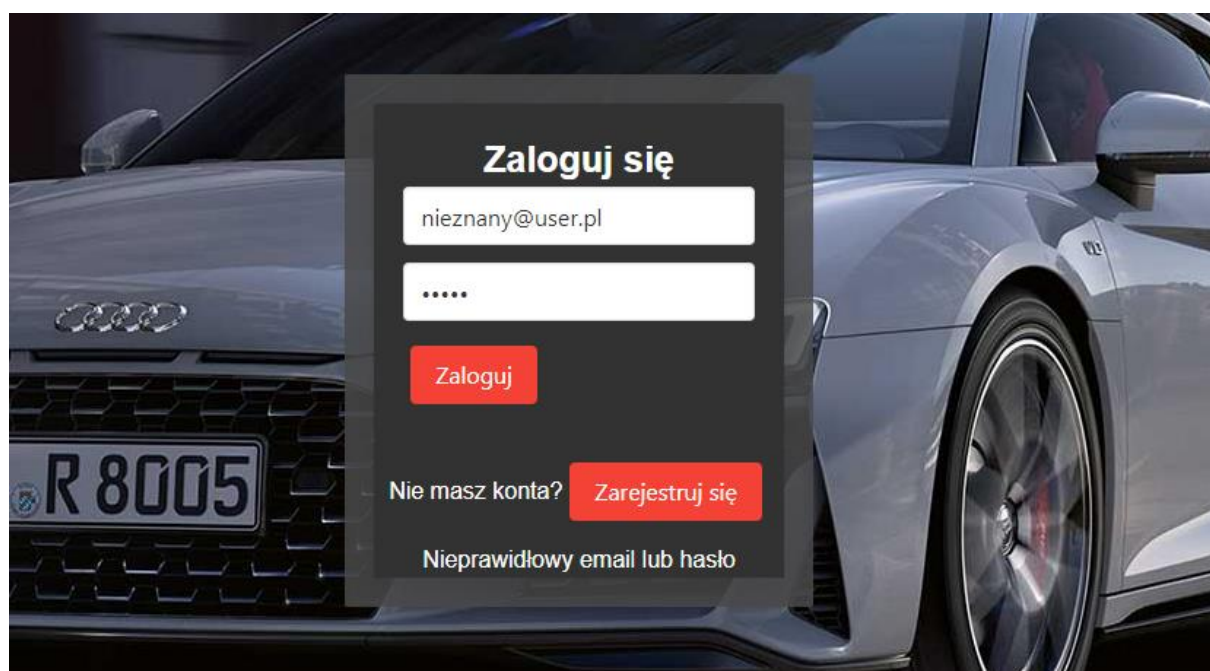 Zaloguj się
nieznany@user.pl
•••••
Zaloguj
R 8005
Nie masz konta? Zarejestruj się
Nieprawidłowy email lub hasło